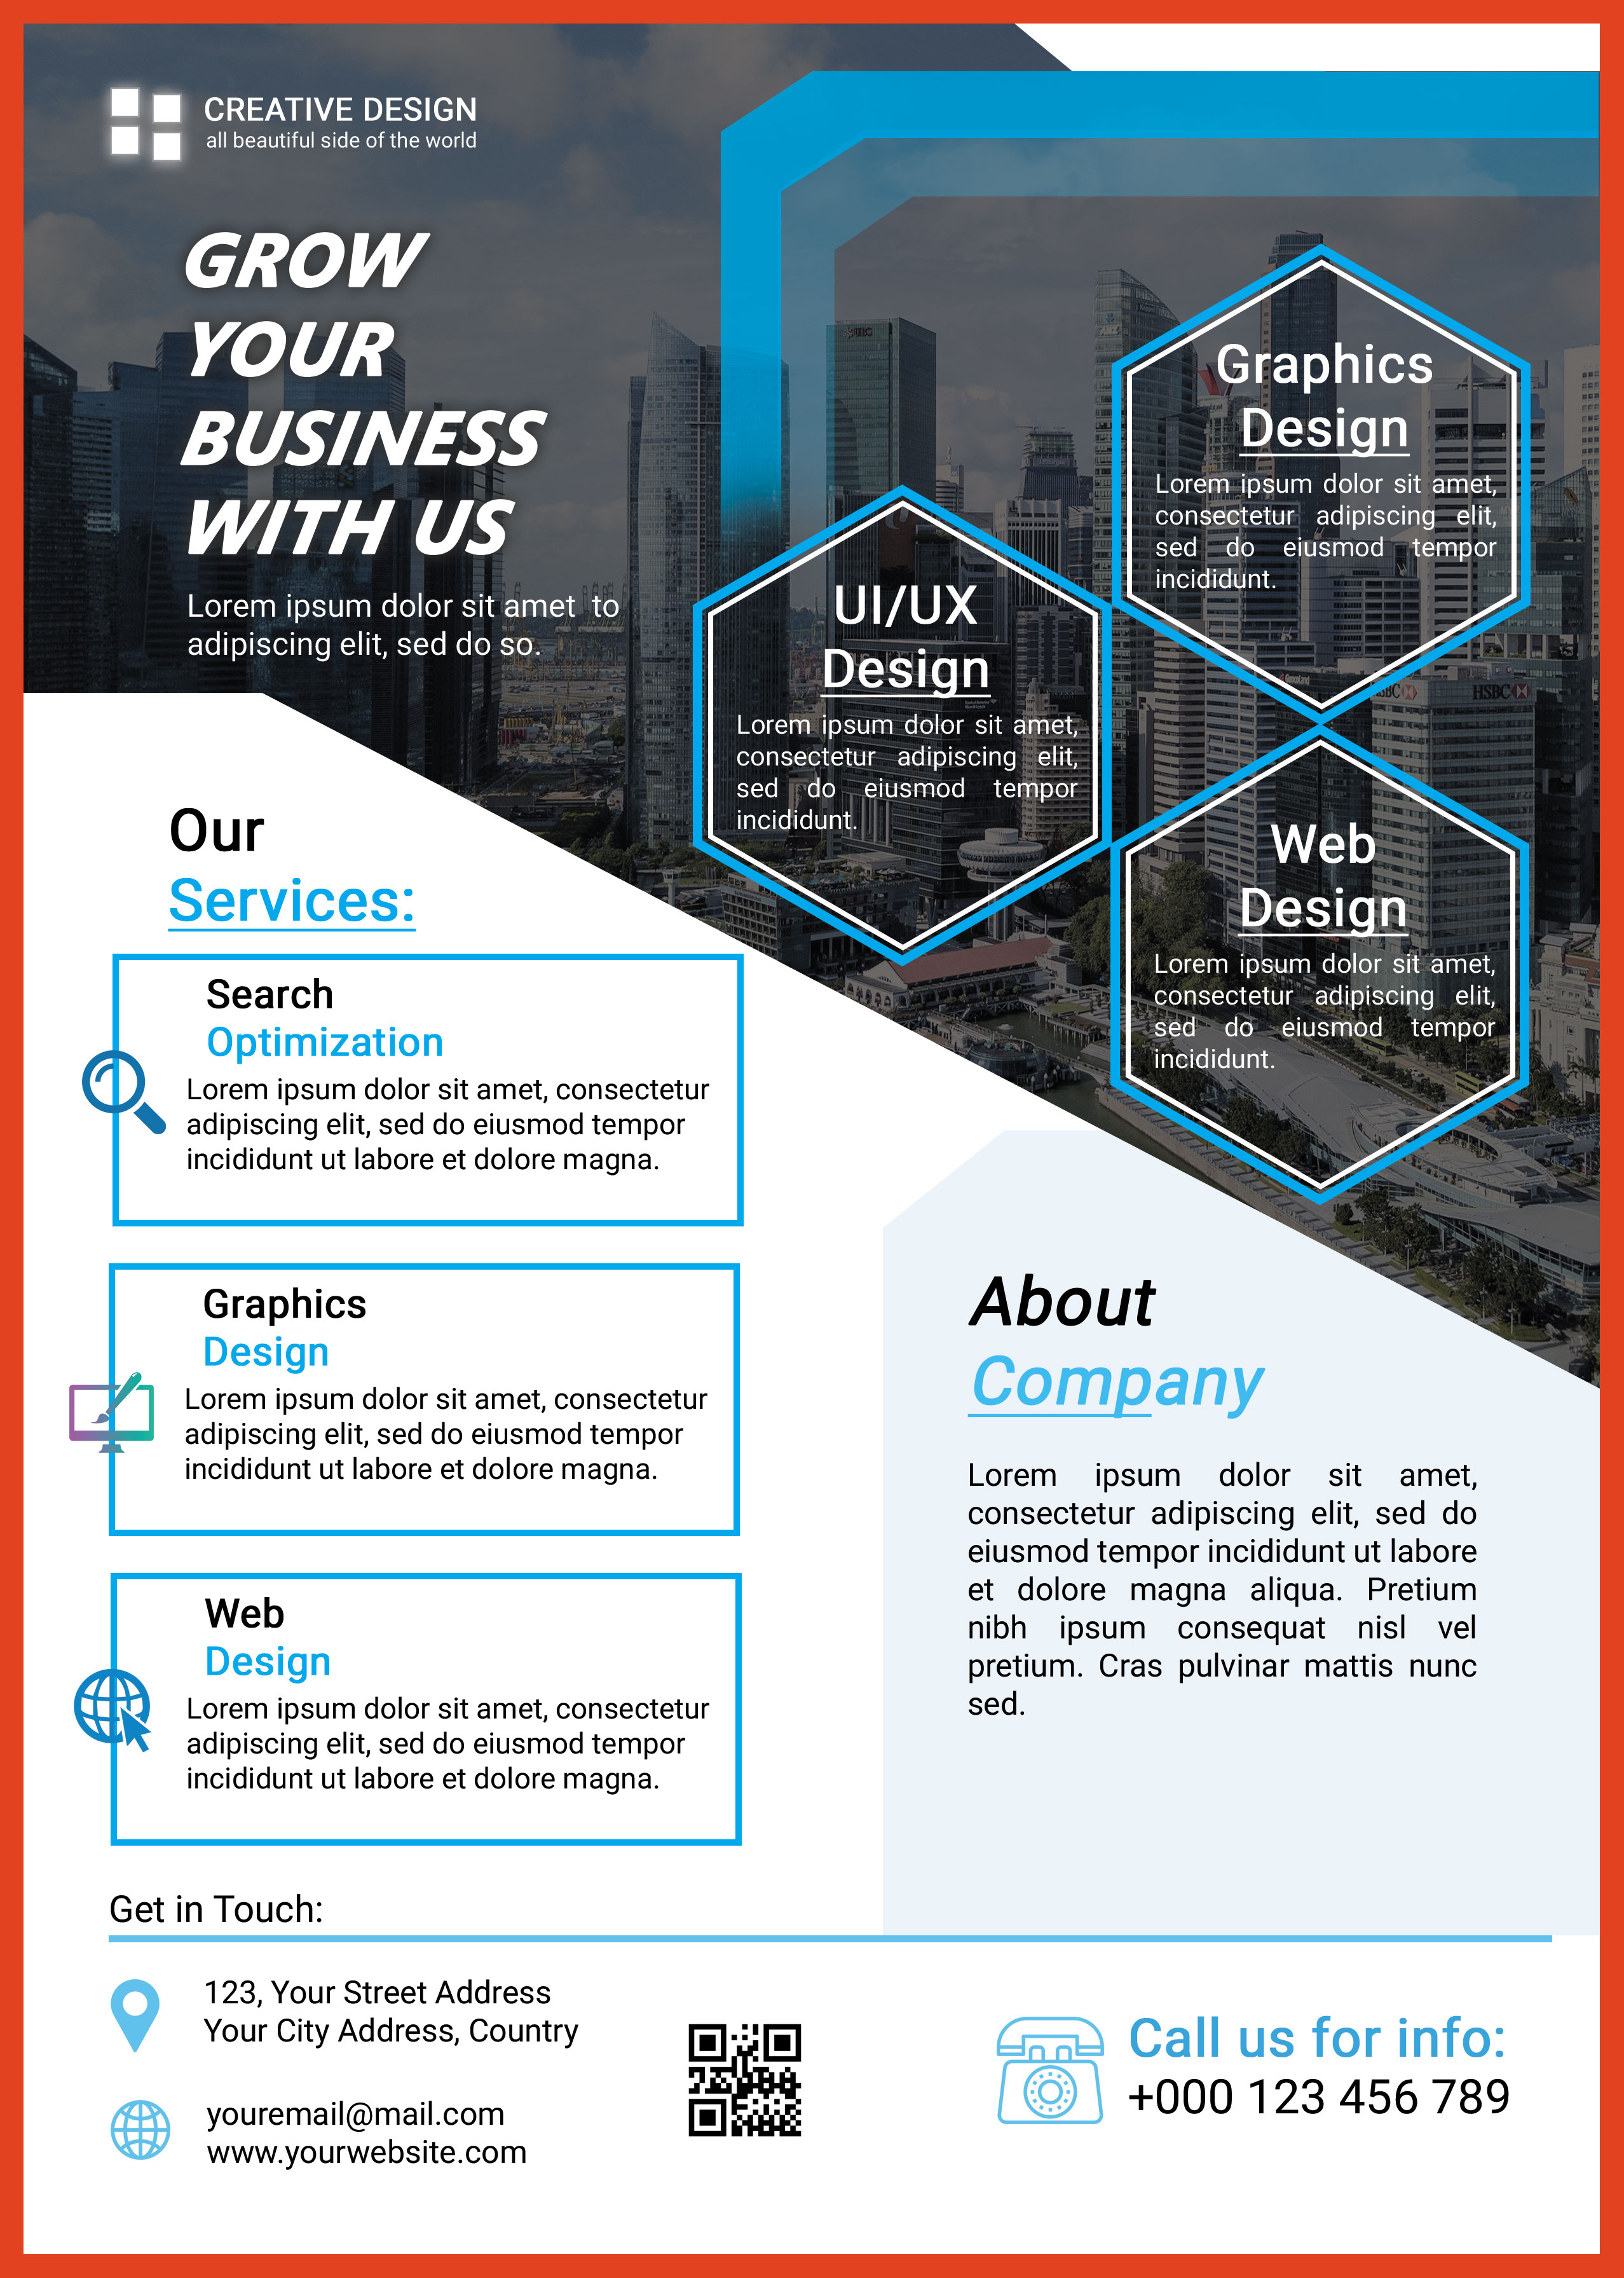 CREATIVE DESIGN
all beautiful side of the world
GROW
YOUR
BUSINESS
WITH US
Lorem ipsum dolor sit amet to
adipiscing elit, sed do so.
Graphics
Design
Lorem ipsum dolor sit amet,
consectetur adipiscing elit,
sed do eiusmod tempor
incididunt.
UI/UX
Design
Lorem ipsum dolor sit amet,
consectetur adipiscing elit,
sed do eiusmod tempor
incididunt.
HSBC
Web
Design
Lorem ipsum dolor sit amet,
consectetur adipiscing elit,
sed do eiusmod tempor
incididunt.
Our
Services:
Search
Optimization
Lorem ipsum dolor sit amet, consectetur
adipiscing elit, sed do eiusmod tempor
incididunt ut labore et dolore magna.
Graphics
Design
Lorem ipsum dolor sit amet, consectetur
adipiscing elit, sed do eiusmod tempor
incididunt ut labore et dolore magna.
Web
Design
Lorem ipsum dolor sit amet, consectetur
adipiscing elit, sed do eiusmod tempor
incididunt ut labore et dolore magna.
About
Company
Lorem ipsum dolor sit amet,
consectetur adipiscing elit, sed do
eiusmod tempor incididunt ut labore
et dolore magna aliqua. Pretium
nibh ipsum consequat nisl vel
pretium. Cras pulvinar mattis nunc
sed.
Get in Touch:
123, Your Street Address
Your City Address, Country
youremail@mail.com
www.yourwebsite.com
Call us for info:
+000 123 456 789